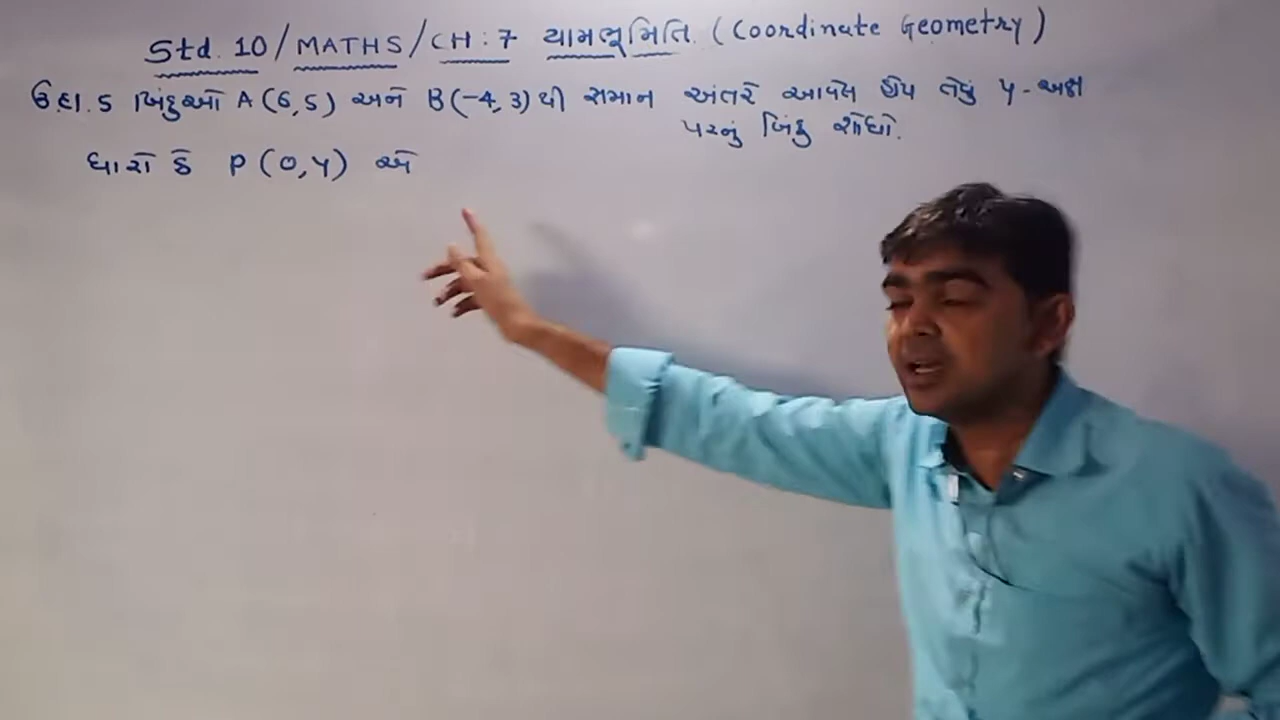 Std. 10/MATHS/CH:7 યામભૂમિતિ. (Coordinate Geometry)
ઉદા.5 બિંદુઓ A(6,5) અને B(-4,3)થી સમાન અંતરે આવેલ હોય તેવું y-અક્ષ
પરનું બિંદુ શોધો.
ધારો કે P(0,y) એ